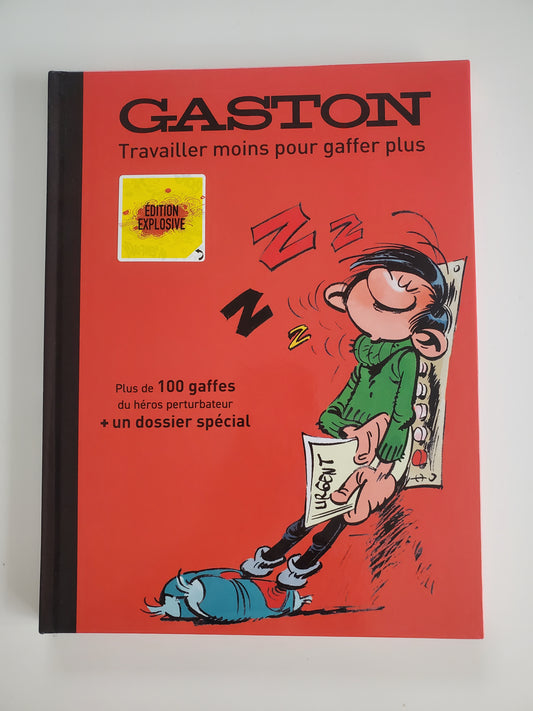 GASTON
Travailler moins pour gaffer plus
ÉDITION
EXPLOSIVE
Z
Z
Z
Z
Plus de 100 gaffes
du héros perturbateur
+ un dossier spécial
URGENT